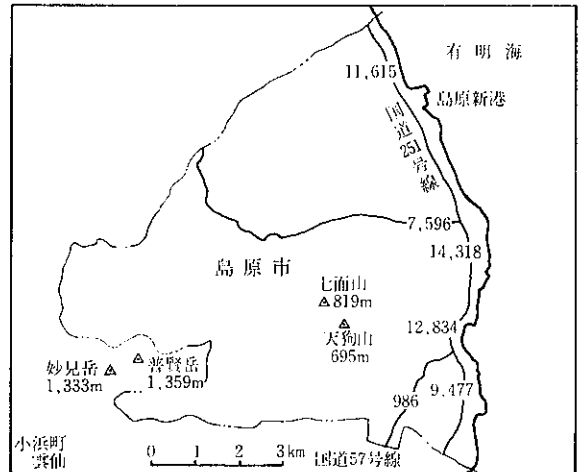 有明海
11,615
島原新港
国道251号線
7,596
14,318
島原市
七面山
819m
天狗山
695m
12,834
妙見岳
1,333m
普賢岳
1,359m
986
9,477
小浜町
雲仙
0 1 2 3km
国道57号線